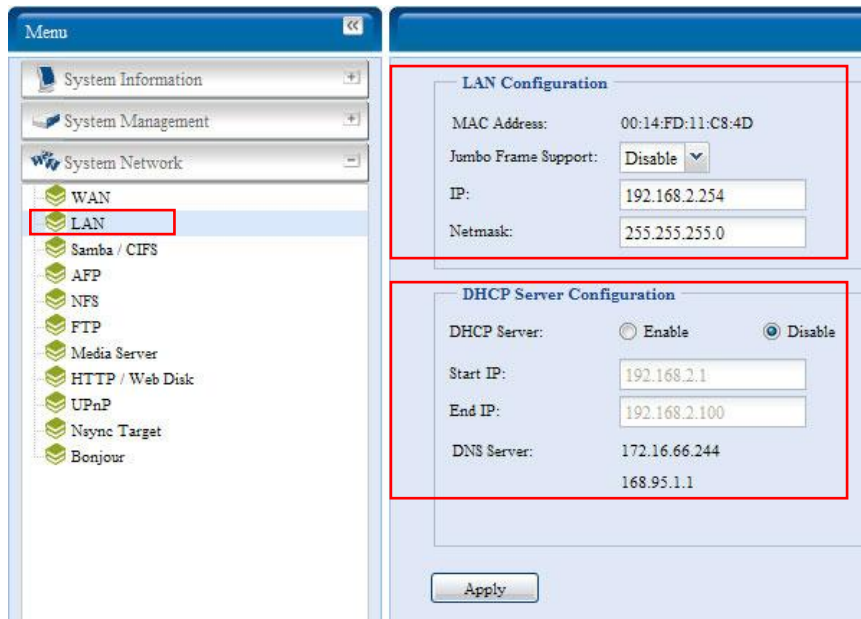 Menu
System Information
System Management
System Network
WAN
LAN
Samba / CIFS
AFP
NFS
FTP
Media Server
HTTP / Web Disk
UPnP
Nsync Target
Bonjour
LAN Configuration
MAC Address: 00:14:FD:11:C8:4D
Jumbo Frame Support: Disable
IP: 192.168.2.254
Netmask: 255.255.255.0
DHCP Server Configuration
DHCP Server: Enable Disable
Start IP: 192.168.2.1
End IP: 192.168.2.100
DNS Server: 172.16.66.244
168.95.1.1
Apply